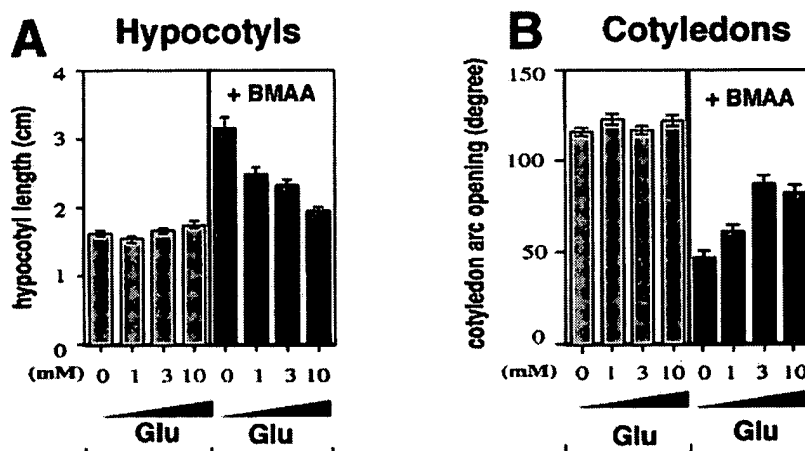 A Hypocotyls
hypocotyl length (cm)
4
3
2
1
0
+ BMAA
(mM) 0 1 3 10 0 1 3 10
Glu Glu
B Cotyledons
cotyledon arc opening (degree)
150
100
50
0
+ BMAA
(mM) 0 1 3 10 0 1 3 10
Glu Glu